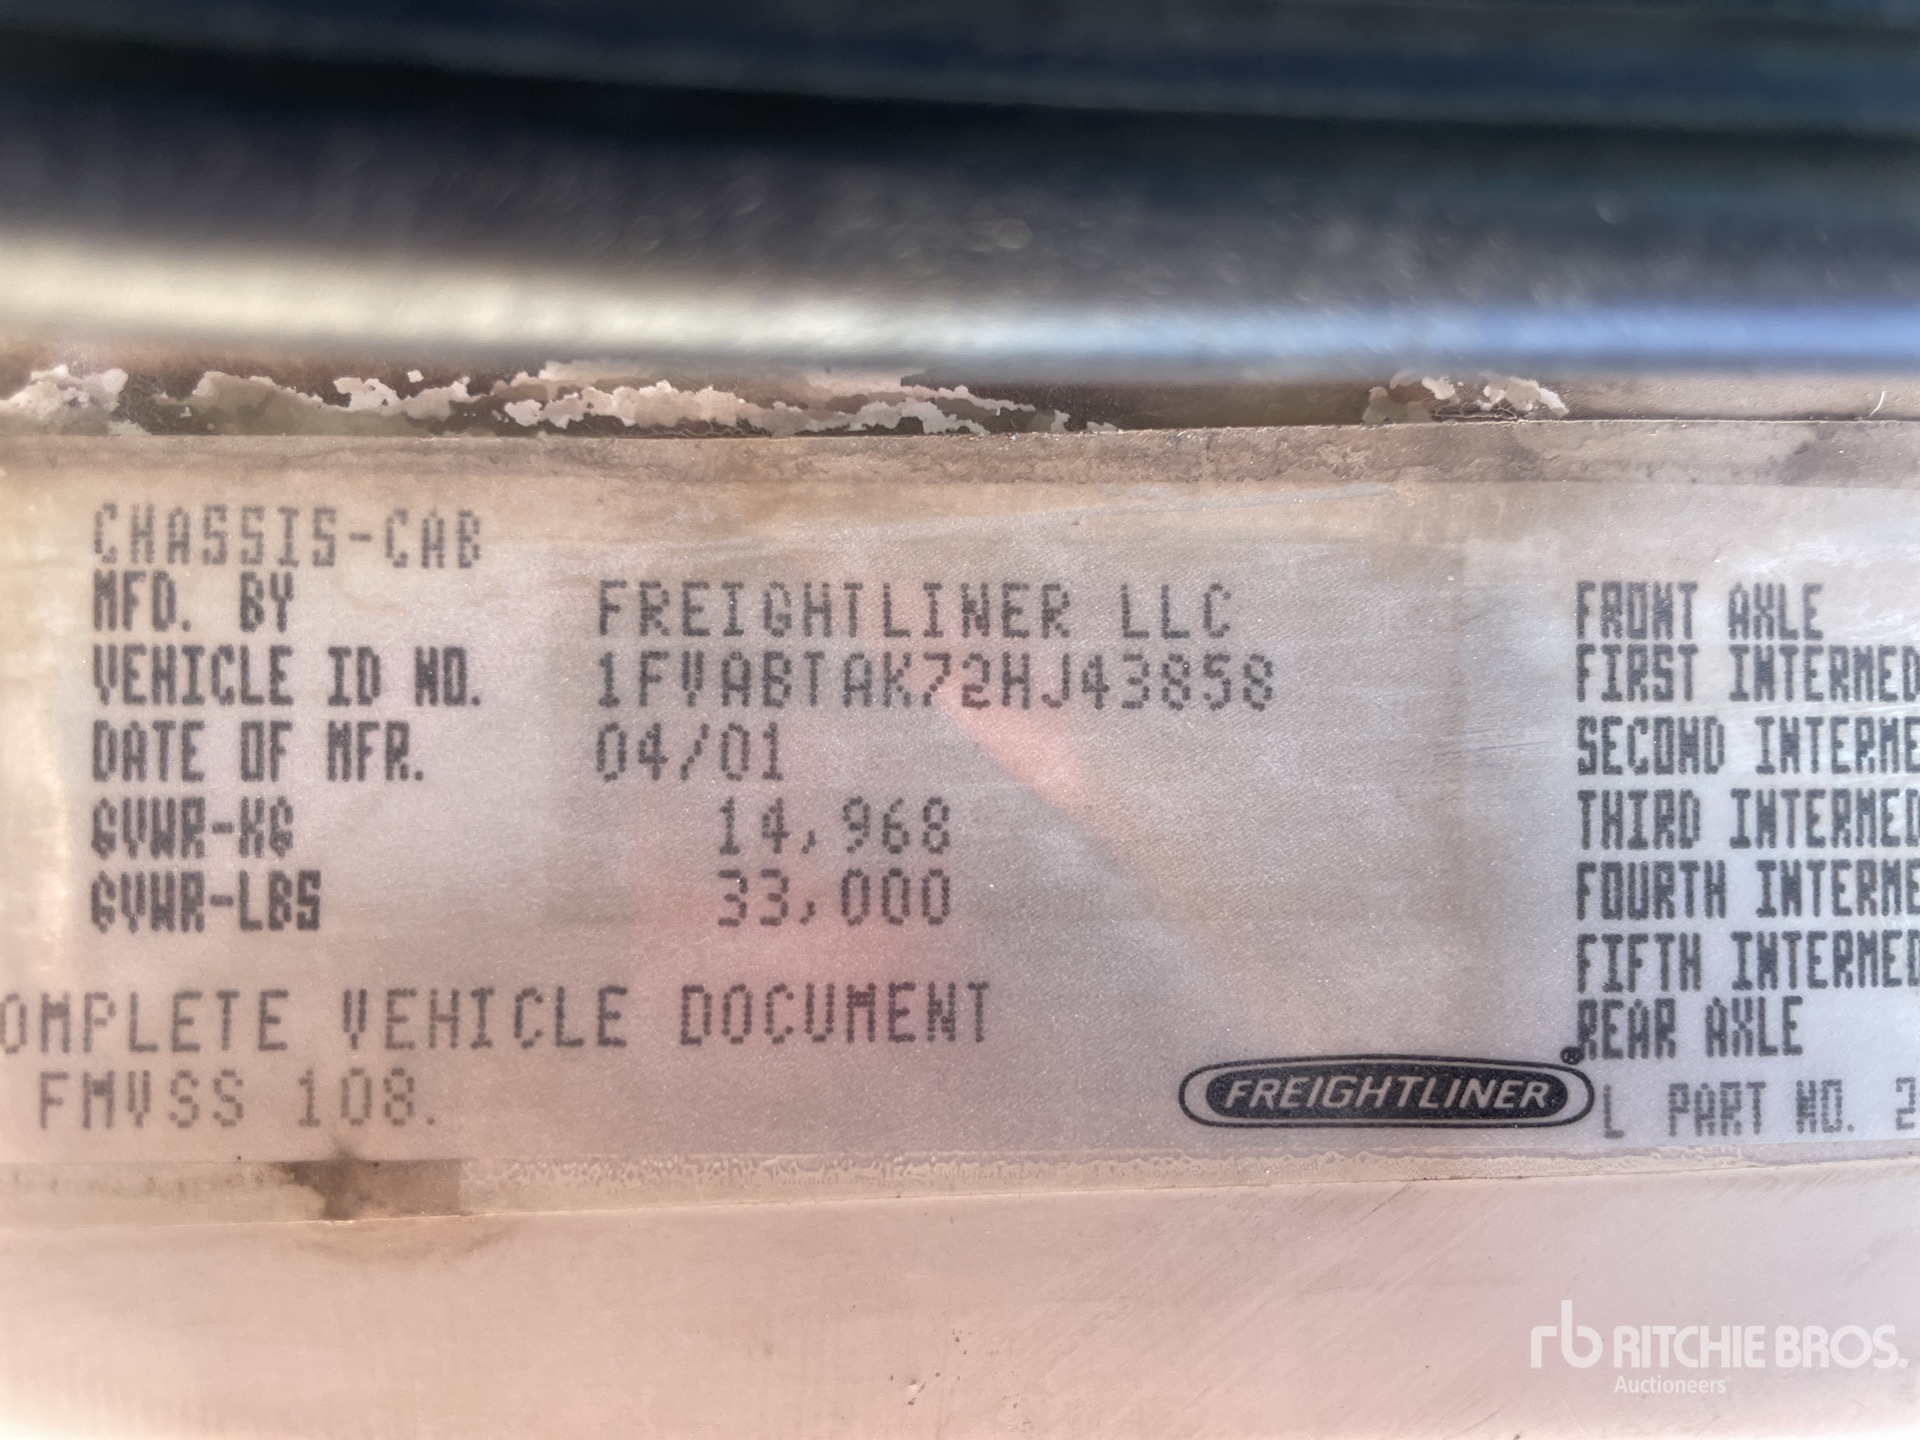 CHASSIS-CAB
MFD. BY FREIGHTLINER LLC
VEHICLE ID NO. 1FVABTAK72HJ43858
DATE OF MFR. 04/01
GVWR-KG 14,968
GVWR-LBS 33,000
OMPLETE VEHICLE DOCUMENT
FMVSS 108.
FREIGHTLINER®
FRONT AXLE
FIRST INTERMED
SECOND INTERME
THIRD INTERMED
FOURTH INTERME
FIFTH INTERMED
REAR AXLE
L PART NO. 2
rb RITCHIE BROS.
Auctioneers